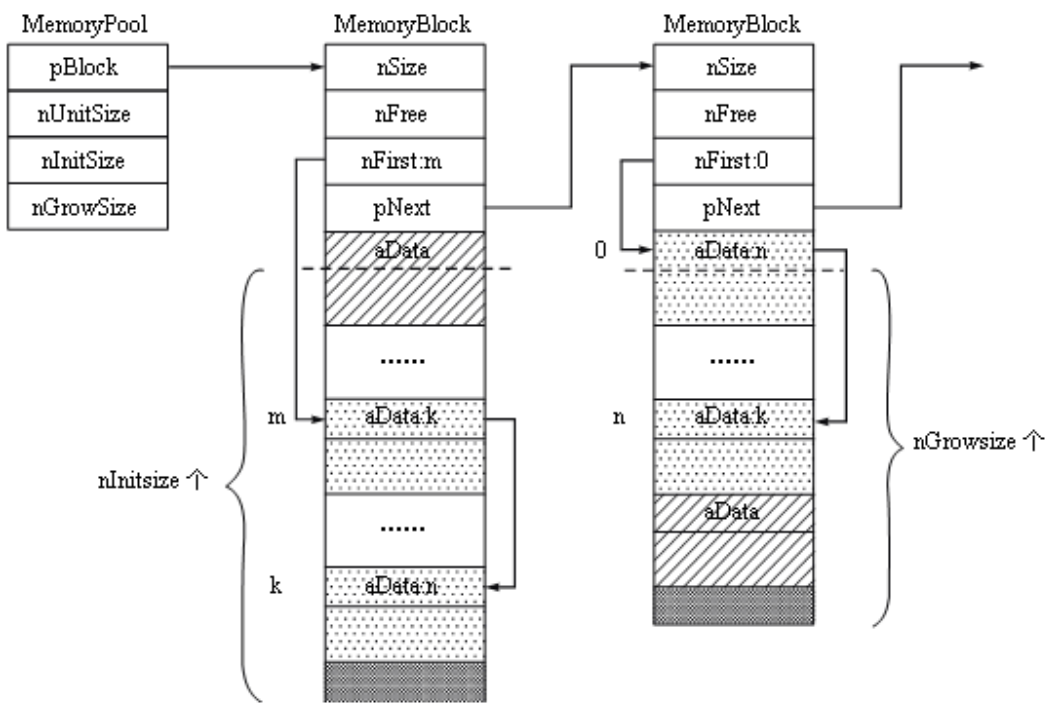 MemoryPool
pBlock
nUnitSize
nInitSize
nGrowSize
MemoryBlock
nSize
nFree
nFirst:m
pNext
aData
......
m
aData:k
nInitsize 个
......
k
aData:n
MemoryBlock
nSize
nFree
nFirst:0
pNext
0
aData:n
......
n
aData:k
nGrowsize 个
aData